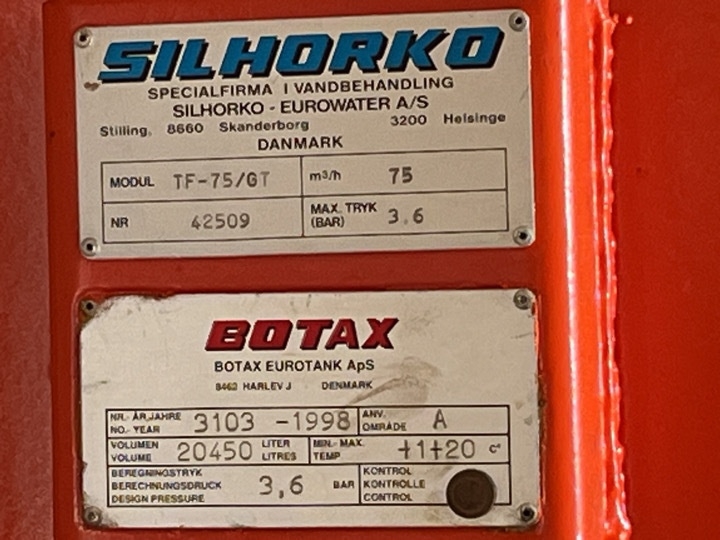 SILHORKO
SPECIALFIRMA I VANDBEHANDLING
SILHORKO - EUROWATER A/S
Stilling, 8660 Skanderborg 3200 Helsinge
DANMARK
MODUL TF-75/GT m³/h 75
NR 42509 MAX. TRYK (BAR) 3.6
BOTAX
BOTAX EUROTANK ApS
8462 HARLEV J DENMARK
NR.- ÅR, JAHRE ANV.
NO.- YEAR 3103 -1998 OMRÅDE A
VOLUMEN LITER MIN.- MAX.
VOLUME 20450 LITRES TEMP +1+20 C°
BEREGNINGSTRYK KONTROL
BERECHNUNGSDRUCK 3,6 BAR KONTROLLE
DESIGN PRESSURE CONTROL